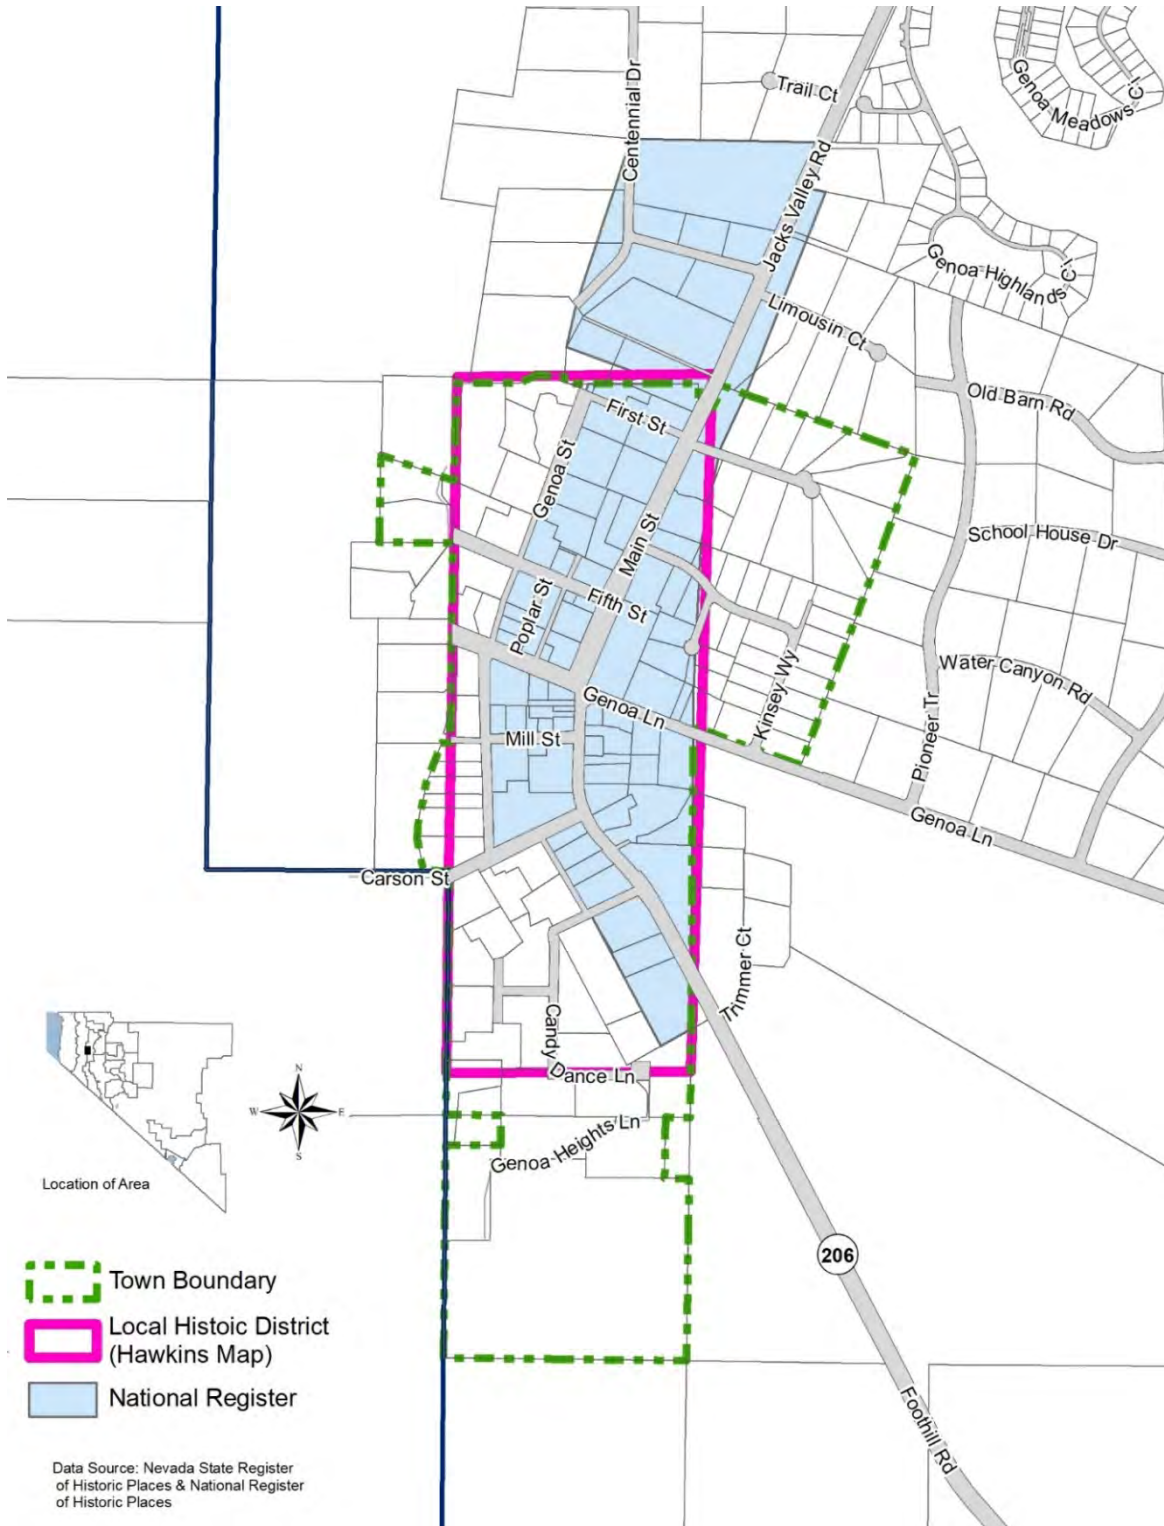 Trail Ct
Centennial Dr
Genoa Meadows Ci
Jacks Valley Rd
Genoa Highlands Ci
Limousin Ct
Old Barn Rd
First St
Genoa St
Main St
School House Dr
Poplar St
Fifth St
Water Canyon Rd
Kinsey Wy
Genoa Ln
Pioneer Tr
Mill St
Genoa Ln
Carson St
Trimmer Ct
Candy Dance Ln
N
W
E
S
Genoa Heights Ln
Location of Area
206
Town Boundary
Local Histoic District
(Hawkins Map)
National Register
Foothill Rd
Data Source: Nevada State Register
of Historic Places & National Register
of Historic Places